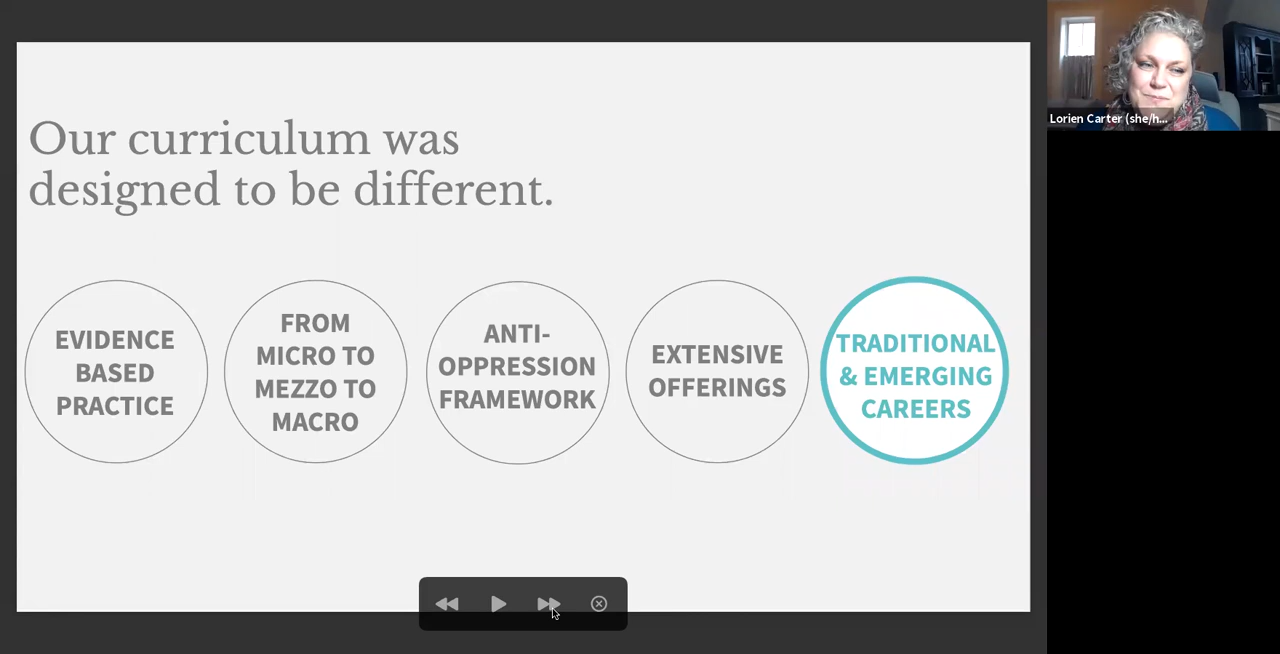 Our curriculum was
designed to be different.
EVIDENCE
BASED
PRACTICE
FROM
MICRO TO
MEZZO TO
MACRO
ANTI-
OPPRESSION
FRAMEWORK
EXTENSIVE
OFFERINGS
TRADITIONAL
& EMERGING
CAREERS
Lorien Carter (she/h...